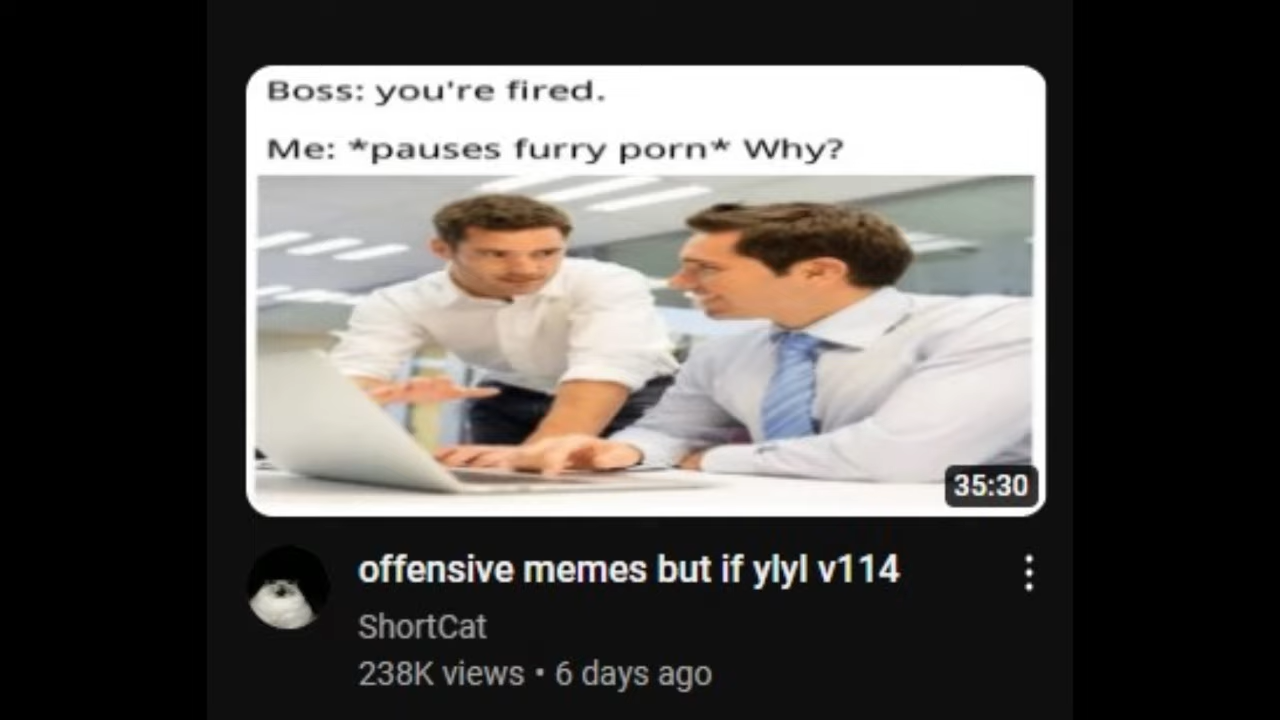 Boss: you're fired.
Me: *pauses furry porn* Why?
35:30
offensive memes but if ylyl v114
ShortCat
238K views • 6 days ago